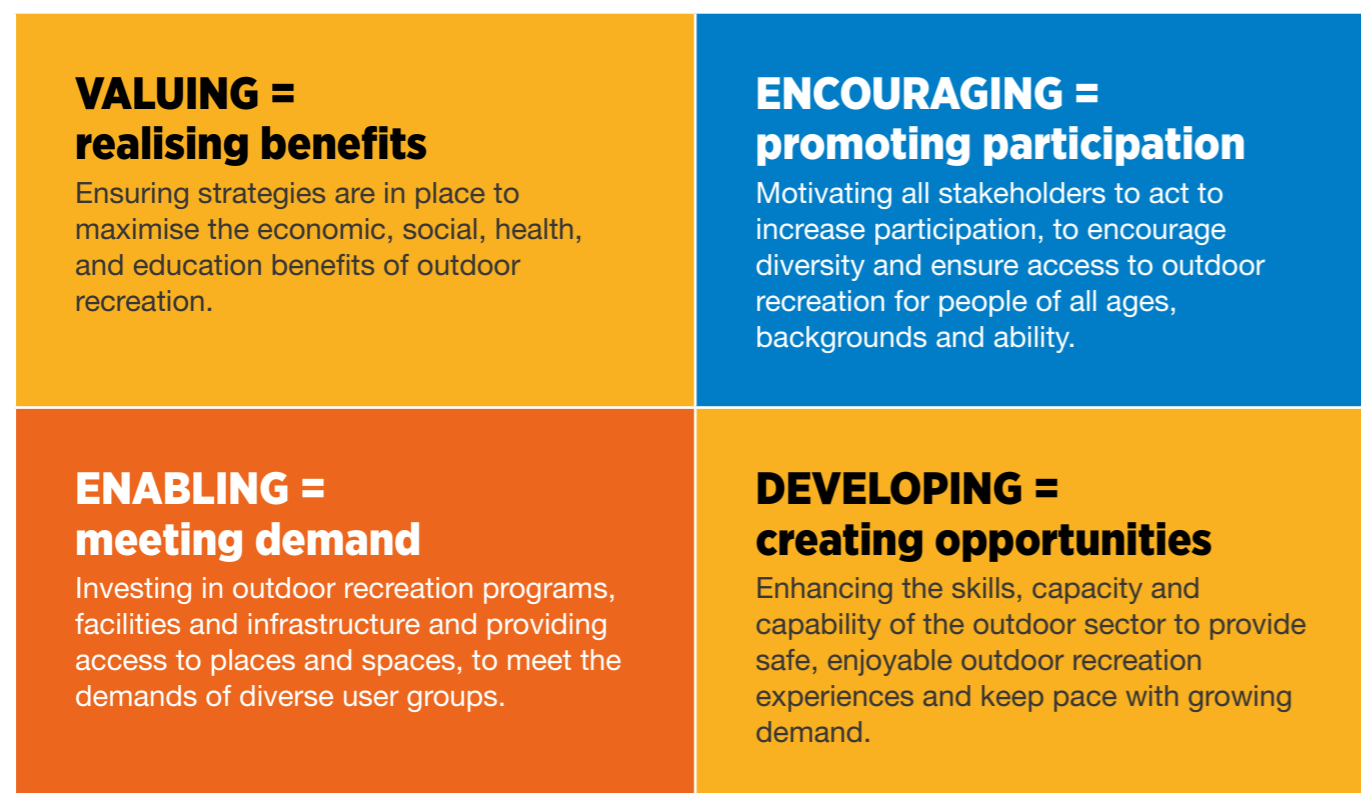 VALUING =
realising benefits
Ensuring strategies are in place to
maximise the economic, social, health,
and education benefits of outdoor
recreation.
ENCOURAGING =
promoting participation
Motivating all stakeholders to act to
increase participation, to encourage
diversity and ensure access to outdoor
recreation for people of all ages,
backgrounds and ability.
ENABLING =
meeting demand
Investing in outdoor recreation programs,
facilities and infrastructure and providing
access to places and spaces, to meet the
demands of diverse user groups.
DEVELOPING =
creating opportunities
Enhancing the skills, capacity and
capability of the outdoor sector to provide
safe, enjoyable outdoor recreation
experiences and keep pace with growing
demand.